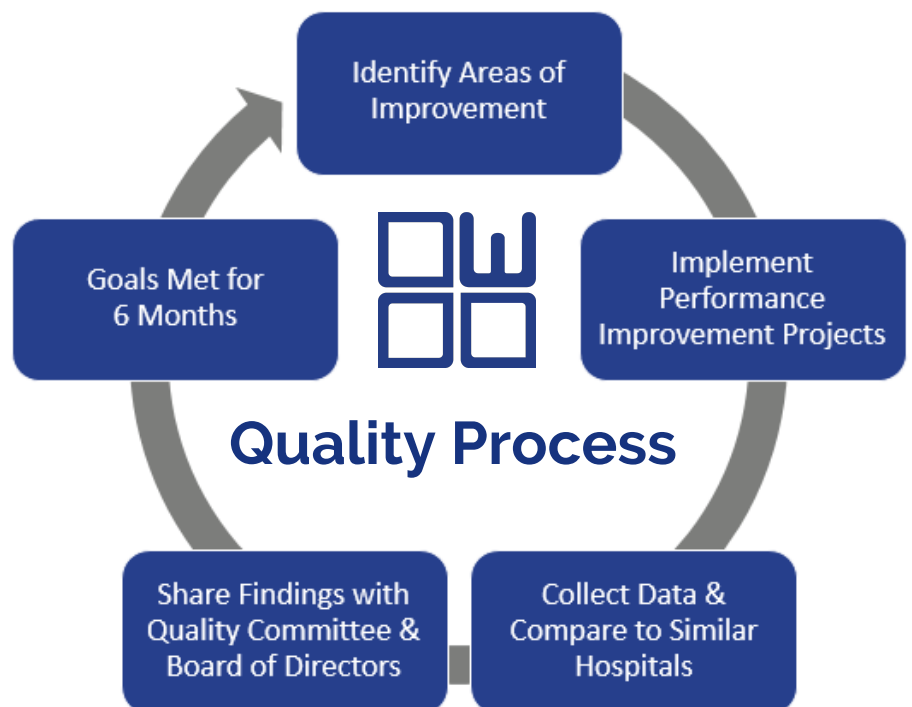 Identify Areas of
Improvement
Implement
Performance
Improvement Projects
Collect Data &
Compare to Similar
Hospitals
Share Findings with
Quality Committee &
Board of Directors
Goals Met for
6 Months
Quality Process